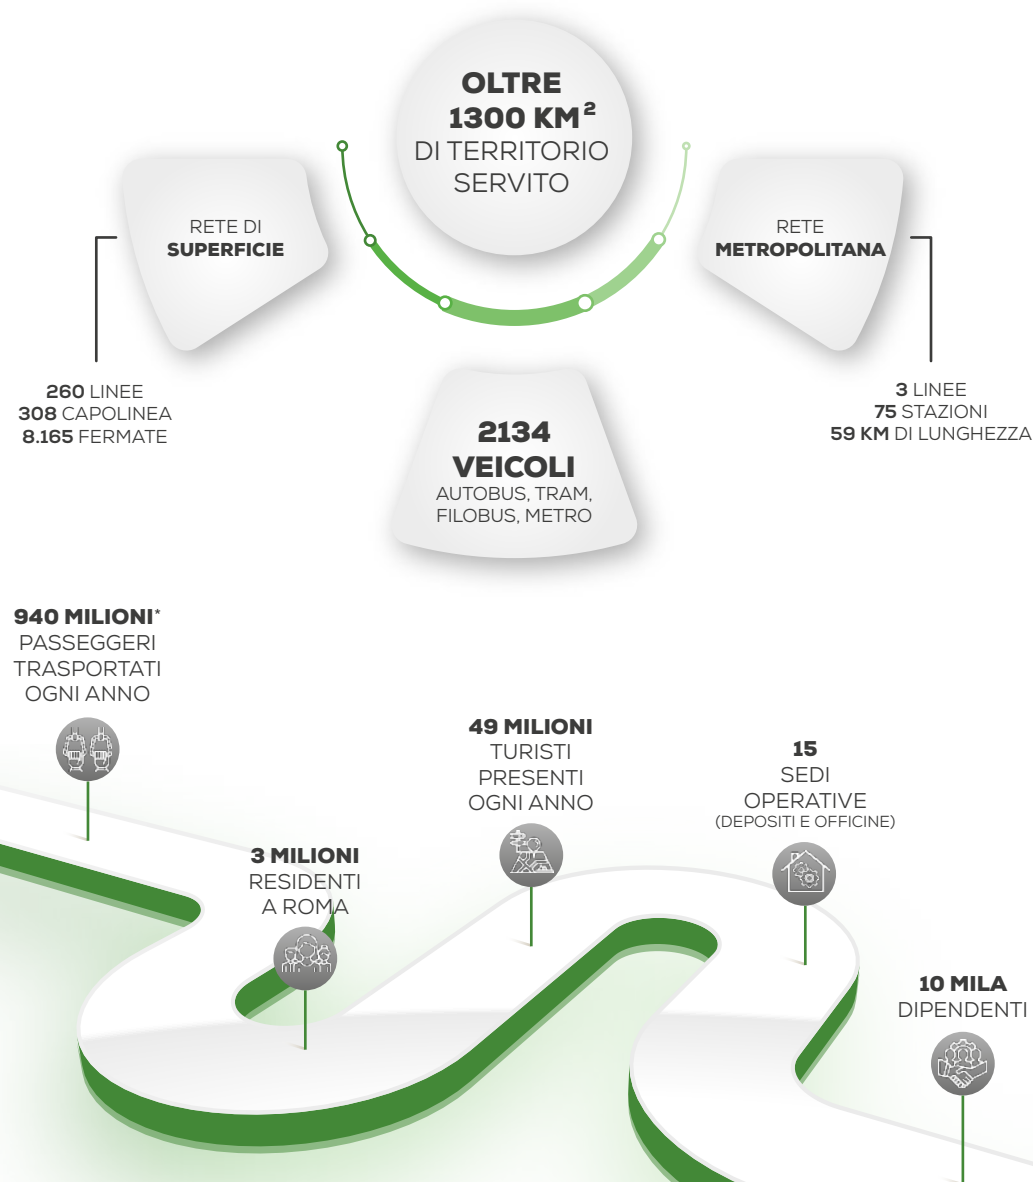 OLTRE
1300 KM²
DI TERRITORIO
SERVITO
RETE DI
SUPERFICIE
RETE
METROPOLITANA
260 LINEE
308 CAPOLINEA
8.165 FERMATE
3 LINEE
75 STAZIONI
59 KM DI LUNGHEZZA
2134
VEICOLI
AUTOBUS, TRAM,
FILOBUS, METRO
940 MILIONI*
PASSEGGERI
TRASPORTATI
OGNI ANNO
49 MILIONI
TURISTI
PRESENTI
OGNI ANNO
15
SEDI
OPERATIVE
(DEPOSITI E OFFICINE)
3 MILIONI
RESIDENTI
A ROMA
10 MILA
DIPENDENTI